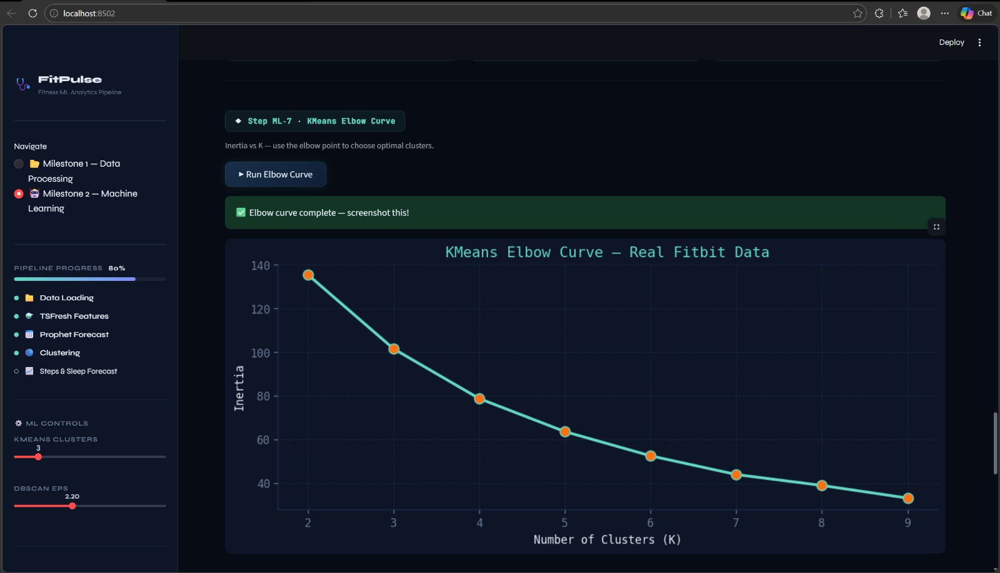 localhost:8502
Chat
Deploy
FitPulse
Fitness ML Analytics Pipeline
Navigate
Milestone 1 — Data
Processing
Milestone 2 — Machine
Learning
PIPELINE PROGRESS 80%
Data Loading
TSFresh Features
Prophet Forecast
Clustering
Steps & Sleep Forecast
ML CONTROLS
KMEANS CLUSTERS
3
DBSCAN EPS
2.20
Step ML-7 · KMeans Elbow Curve
Inertia vs K — use the elbow point to choose optimal clusters.
Run Elbow Curve
Elbow curve complete — screenshot this!
KMeans Elbow Curve — Real Fitbit Data
140
120
100
80
60
40
Inertia
2 3 4 5 6 7 8 9
Number of Clusters (K)